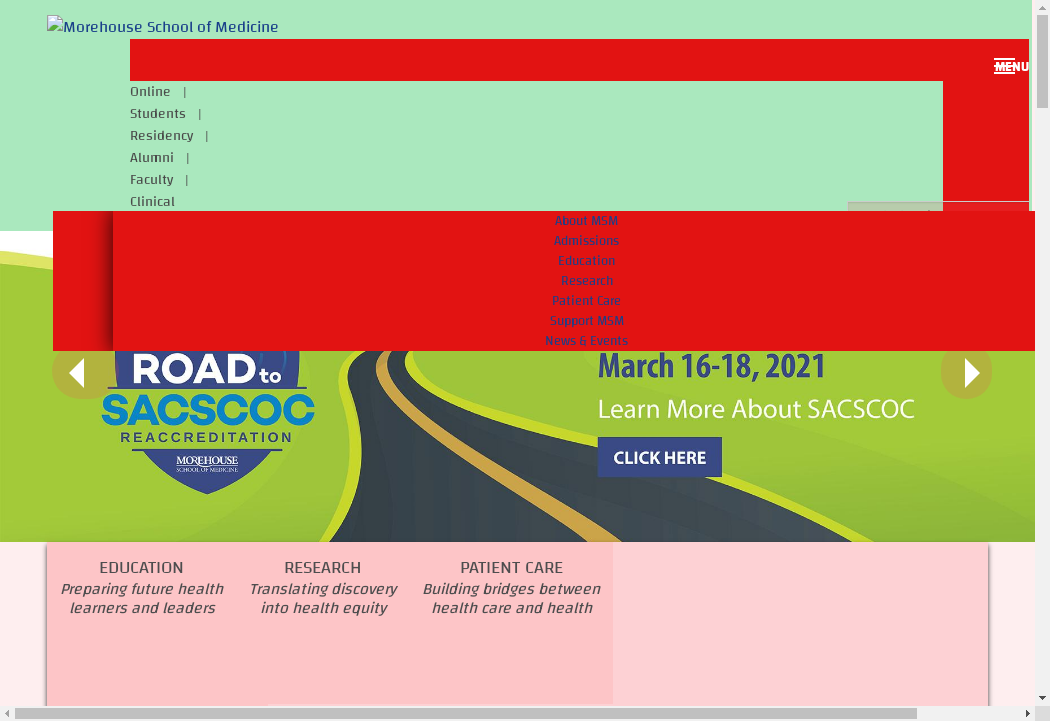 Morehouse School of Medicine
MENU
Online |
Students |
Residency |
Alumni |
Faculty |
Clinical
About MSM
Admissions
Education
Research
Patient Care
Support MSM
News & Events
ROAD to
SACSCOC
REACCREDITATION
MOREHOUSE
SCHOOL OF MEDICINE
March 16-18, 2021
Learn More About SACSCOC
CLICK HERE
EDUCATION
Preparing future health
learners and leaders
RESEARCH
Translating discovery
into health equity
PATIENT CARE
Building bridges between
health care and health